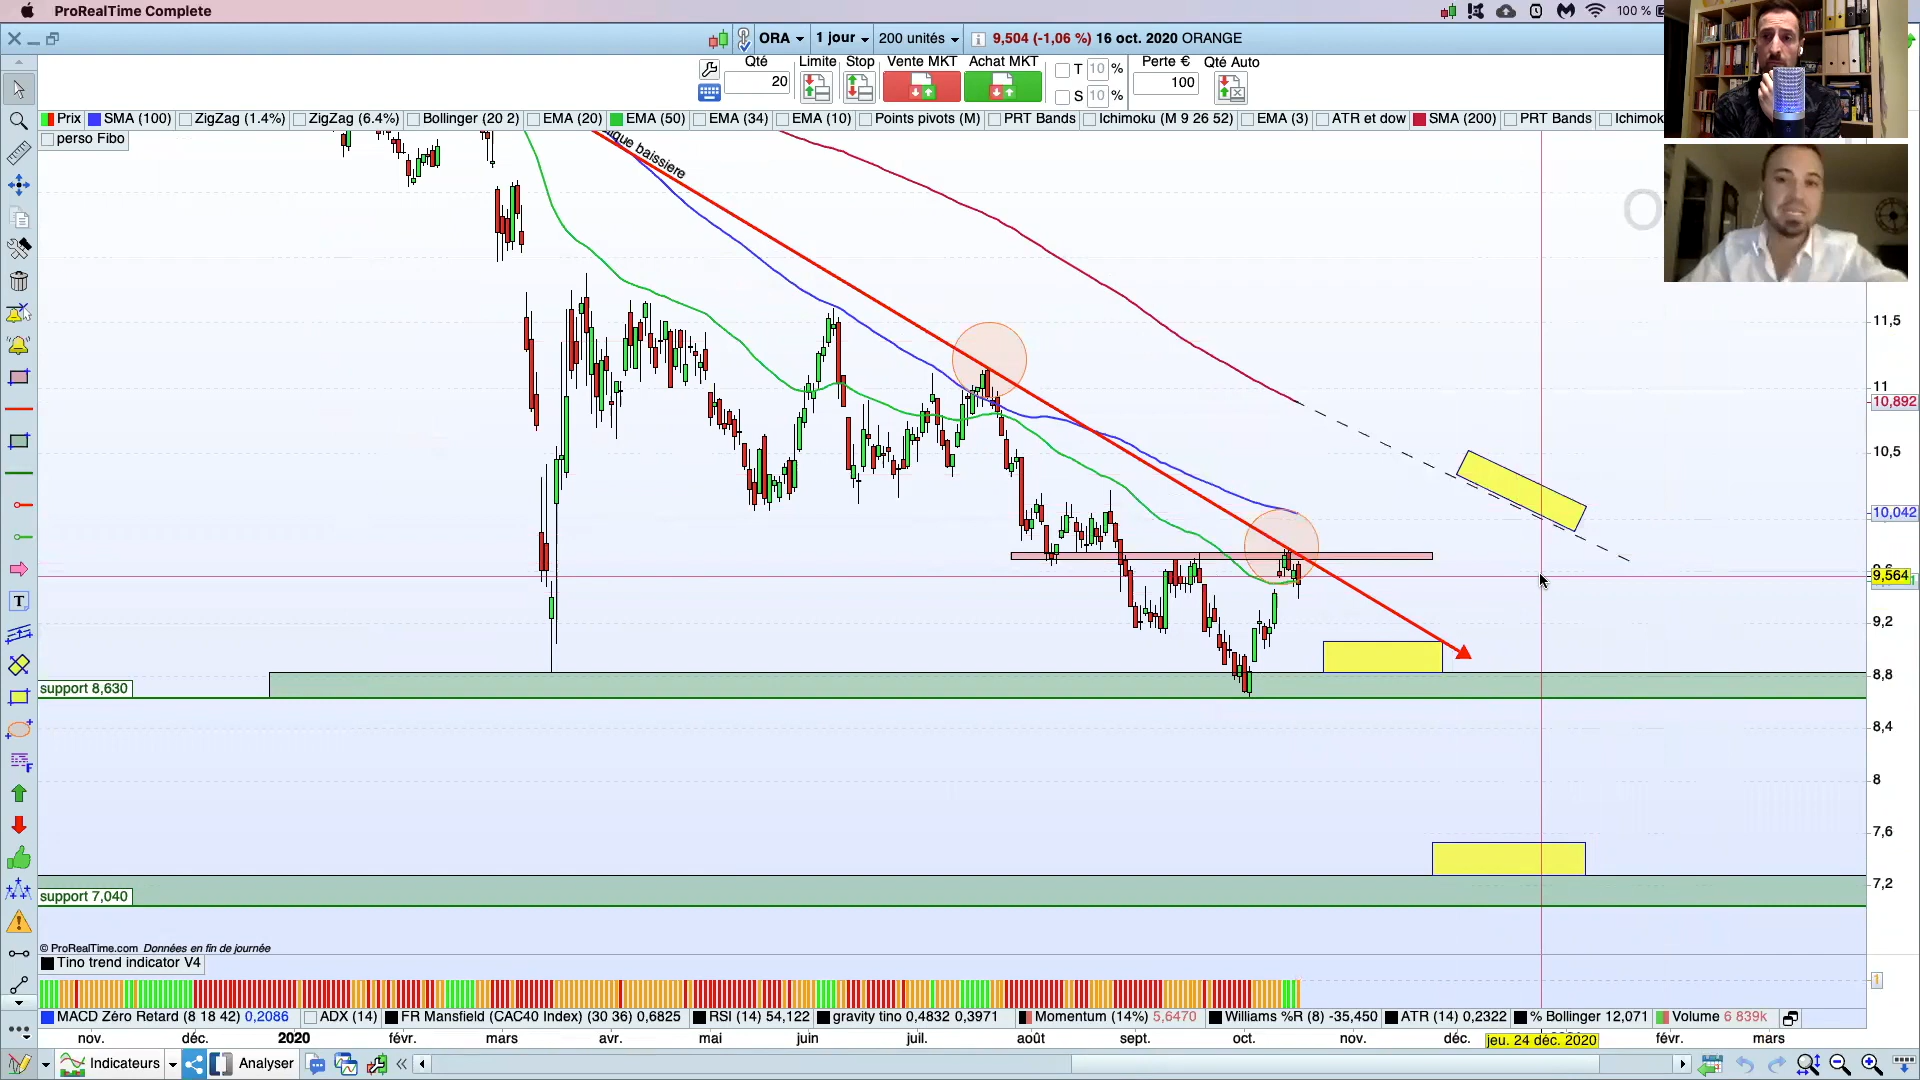 ProRealTime Complete
100 %
ORA 1 jour 200 unités 9,504 (-1,06 %) 16 oct. 2020 ORANGE
Qté Limite Stop Vente MKT Achat MKT T 10 % Perte € Qté Auto
20 S 10 % 100
Prix SMA (100) ZigZag (1.4%) ZigZag (6.4%) Bollinger (20 2) EMA (20) EMA (50) EMA (34) EMA (10) Points pivots (M) PRT Bands Ichimoku (M 9 26 52) EMA (3) ATR et dow SMA (200) PRT Bands Ichimok
perso Fibo
ique baissiere
O
11,5
11
10,892
10,5
10,042
9,564
9,2
8,8
support 8,630
8,4
8
7,6
7,2
support 7,040
T
© ProRealTime.com Données en fin de journée
Tino trend indicator V4
1
MACD Zéro Retard (8 18 42) 0,2086 ADX (14) FR Mansfield (CAC40 Index) (30 36) 0,6825 RSI (14) 54,122 gravity tino 0,4832 0,3971 Momentum (14%) 5,6470 Williams %R (8) -35,450 ATR (14) 0,2322 % Bollinger 12,071 Volume 6 839k
nov. déc. 2020 févr. mars avr. mai juin juil. août sept. oct. nov. déc. jeu. 24 déc. 2020 févr. mars
Indicateurs Analyser